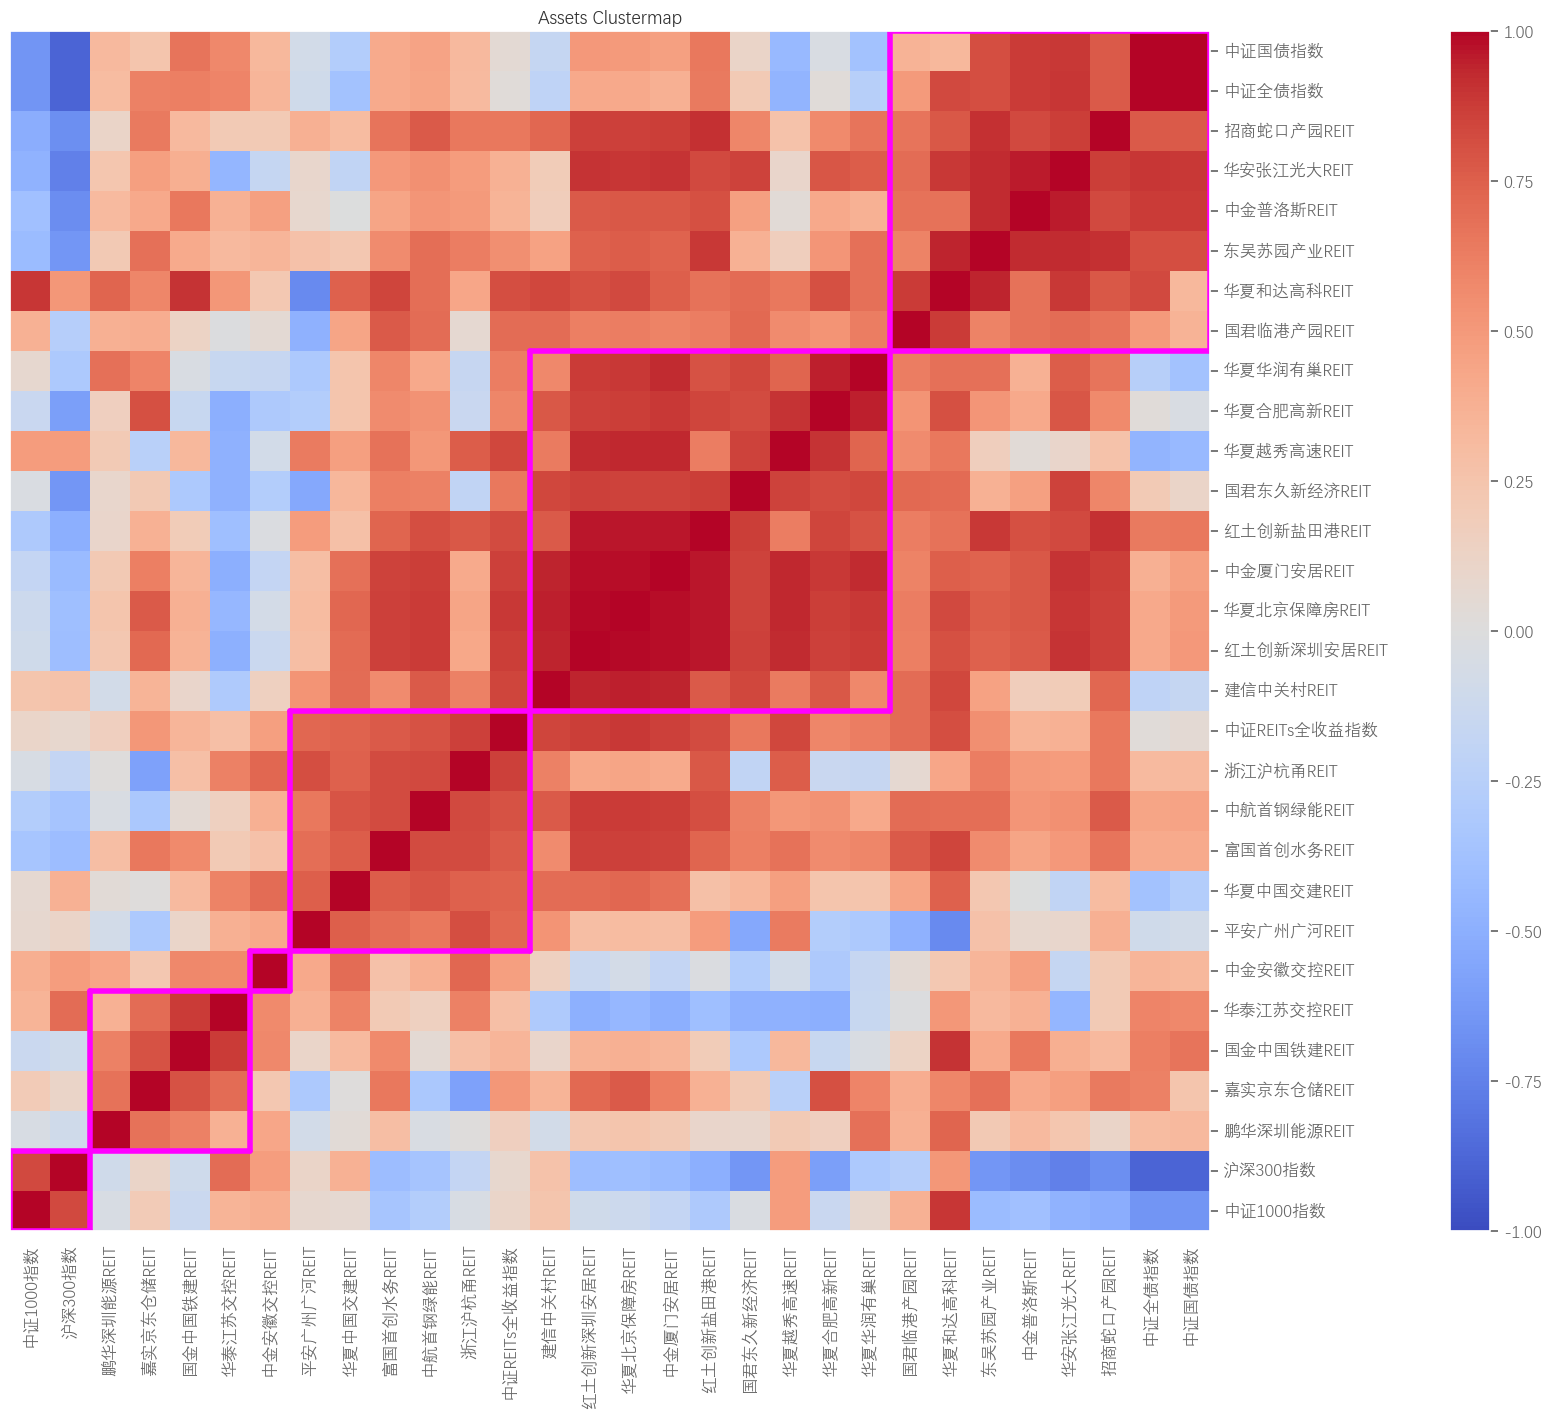 Assets Clustermap
中证国债指数
中证全债指数
招商蛇口产园REIT
华安张江光大REIT
中金普洛斯REIT
东吴苏园产业REIT
华夏和达高科REIT
国君临港产园REIT
华夏华润有巢REIT
华夏合肥高新REIT
华夏越秀高速REIT
国君东久新经济REIT
红土创新盐田港REIT
中金厦门安居REIT
华夏北京保障房REIT
红土创新深圳安居REIT
建信中关村REIT
中证REITs全收益指数
浙江沪杭甬REIT
中航首钢绿能REIT
富国首创水务REIT
华夏中国交建REIT
平安广州广河REIT
中金安徽交控REIT
华泰江苏交控REIT
国金中国铁建REIT
嘉实京东仓储REIT
鹏华深圳能源REIT
沪深300指数
中证1000指数
1.00
0.75
0.50
0.25
0.00
-0.25
-0.50
-0.75
-1.00
中证1000指数
沪深300指数
鹏华深圳能源REIT
嘉实京东仓储REIT
国金中国铁建REIT
华泰江苏交控REIT
中金安徽交控REIT
平安广州广河REIT
华夏中国交建REIT
富国首创水务REIT
中航首钢绿能REIT
浙江沪杭甬REIT
中证REITs全收益指数
建信中关村REIT
红土创新深圳安居REIT
华夏北京保障房REIT
中金厦门安居REIT
红土创新盐田港REIT
国君东久新经济REIT
华夏越秀高速REIT
华夏合肥高新REIT
华夏华润有巢REIT
国君临港产园REIT
华夏和达高科REIT
东吴苏园产业REIT
中金普洛斯REIT
华安张江光大REIT
招商蛇口产园REIT
中证全债指数
中证国债指数